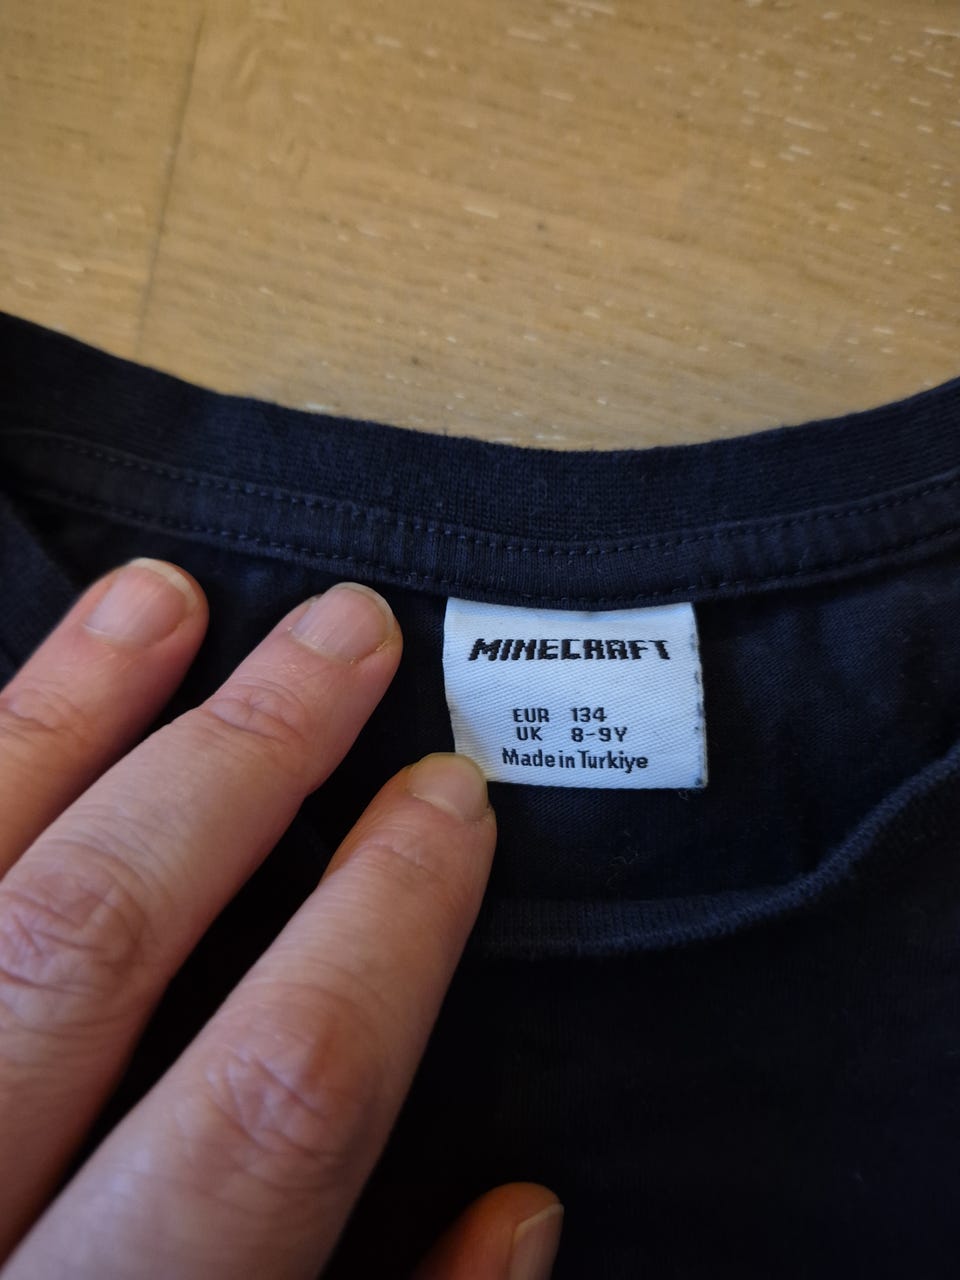 MINECRAFT
EUR 134
UK 8-9Y
Made in Turkiye